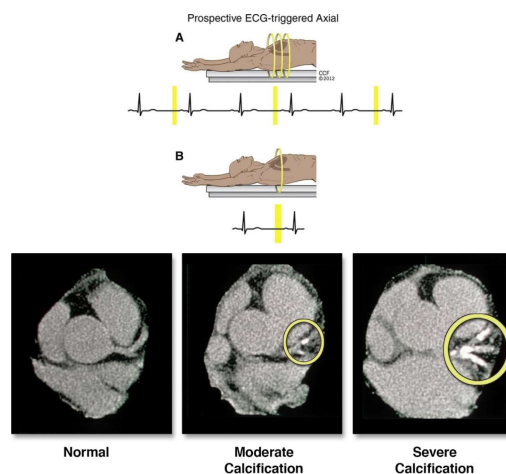 Prospective ECG-triggered Axial
A
CCF
©2012
B
Normal
Moderate
Calcification
Severe
Calcification